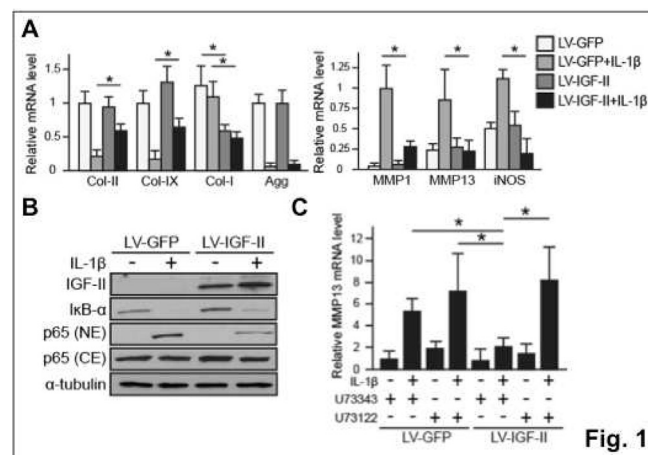 A
Relative mRNA level
1.5
1
0.5
0
* * * *
Col-II Col-IX Col-I Agg
Relative mRNA level
1.25
1
0.75
0.5
0.25
0
* * *
MMP1 MMP13 iNOS
LV-GFP
LV-GFP+IL-1β
LV-IGF-II
LV-IGF-II+IL-1β
B
LV-GFP LV-IGF-II
IL-1β - + - +
IGF-II
IκB-α
p65 (NE)
p65 (CE)
α-tubulin
C
Relative MMP13 mRNA level
12
10
8
6
4
2
0
* * *
IL-1β - + - + - + - +
U73343 + + - - + + - -
U73122 - - + + - - + +
LV-GFP LV-IGF-II
Fig. 1